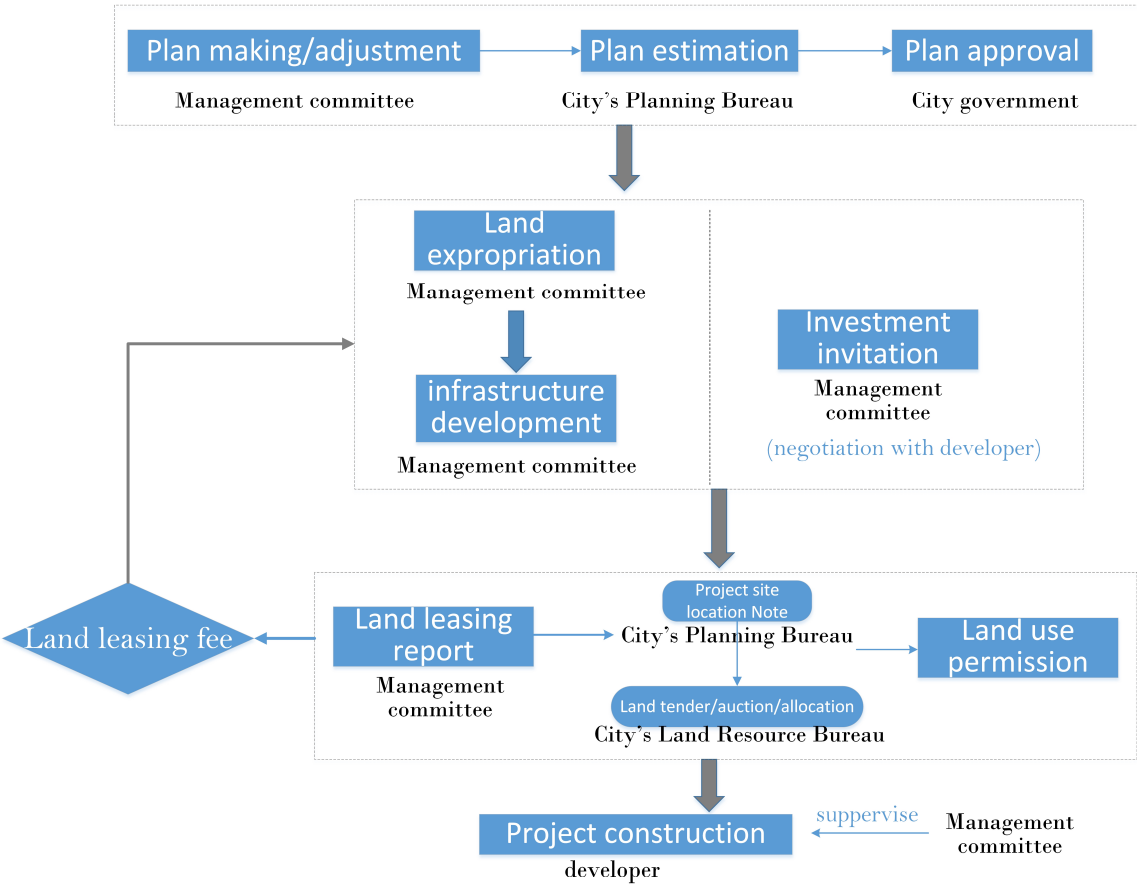 Plan making/adjustment
Plan estimation
Plan approval
Management committee
City's Planning Bureau
City government
Land
expropriation
Management committee
infrastructure
development
Management committee
Investment
invitation
Management
committee
(negotiation with developer)
Land leasing fee
Land leasing
report
Management
committee
Project site
location Note
City's Planning Bureau
Land tender/auction/allocation
City's Land Resource Bureau
Land use
permission
Project construction
developer
suppervise
Management
committee